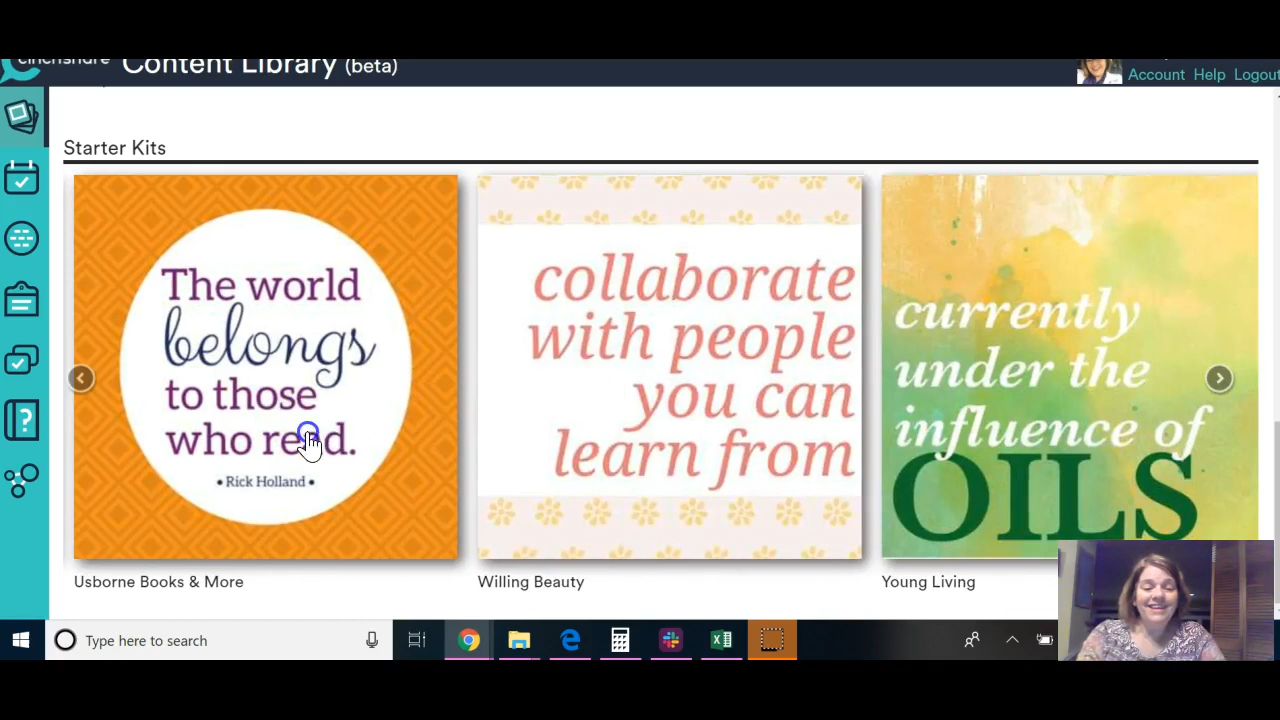 cinchshare Content Library (beta)
Account Help Logout
Starter Kits
The world
belongs
to those
who read.
• Rick Holland •
collaborate
with people
you can
learn from
currently
under the
influence of
OILS
Usborne Books & More
Willing Beauty
Young Living
Type here to search